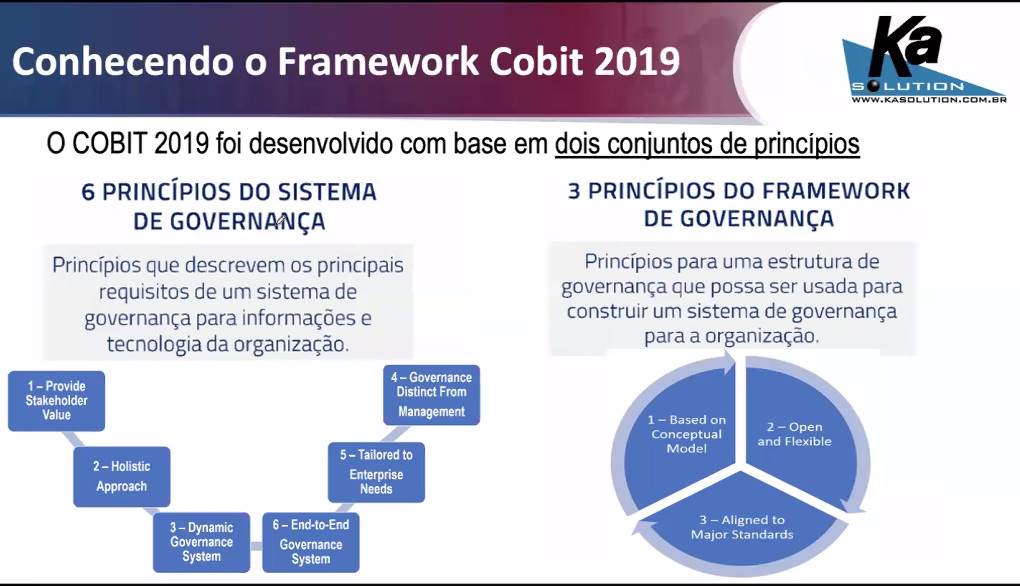 Conhecendo o Framework Cobit 2019
Ka
SOLUTION
WWW.KASOLUTION.COM.BR
O COBIT 2019 foi desenvolvido com base em dois conjuntos de princípios
6 PRINCÍPIOS DO SISTEMA
DE GOVERNANÇA
Princípios que descrevem os principais
requisitos de um sistema de
governança para informações e
tecnologia da organização.
1 – Provide
Stakeholder
Value
2 – Holistic
Approach
3 – Dynamic
Governance
System
4 – Governance
Distinct From
Management
5 – Tailored to
Enterprise
Needs
6 – End-to-End
Governance
System
3 PRINCÍPIOS DO FRAMEWORK
DE GOVERNANÇA
Princípios para uma estrutura de
governança que possa ser usada para
construir um sistema de governança
para a organização.
1 – Based on
Conceptual
Model
2 – Open
and Flexible
3 – Aligned to
Major Standards